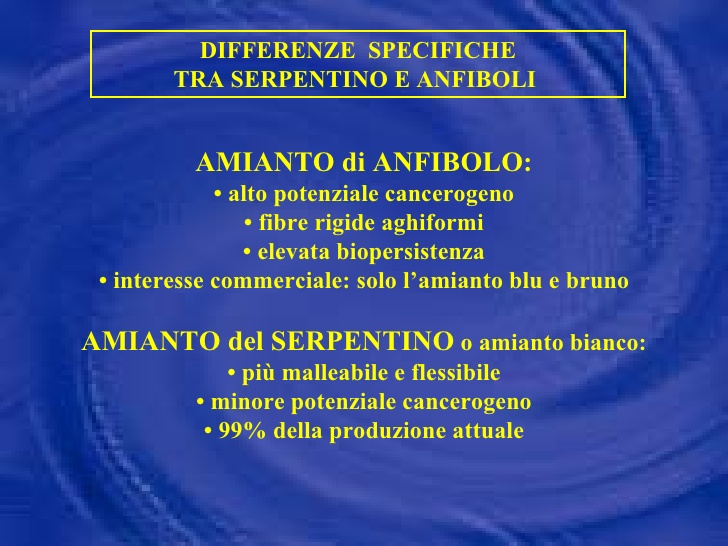 DIFFERENZE SPECIFICHE
TRA SERPENTINO E ANFIBOLI
AMIANTO di ANFIBOLO:
• alto potenziale cancerogeno
• fibre rigide aghiformi
• elevata biopersistenza
• interesse commerciale: solo l’amianto blu e bruno
AMIANTO del SERPENTINO o amianto bianco:
• più malleabile e flessibile
• minore potenziale cancerogeno
• 99% della produzione attuale